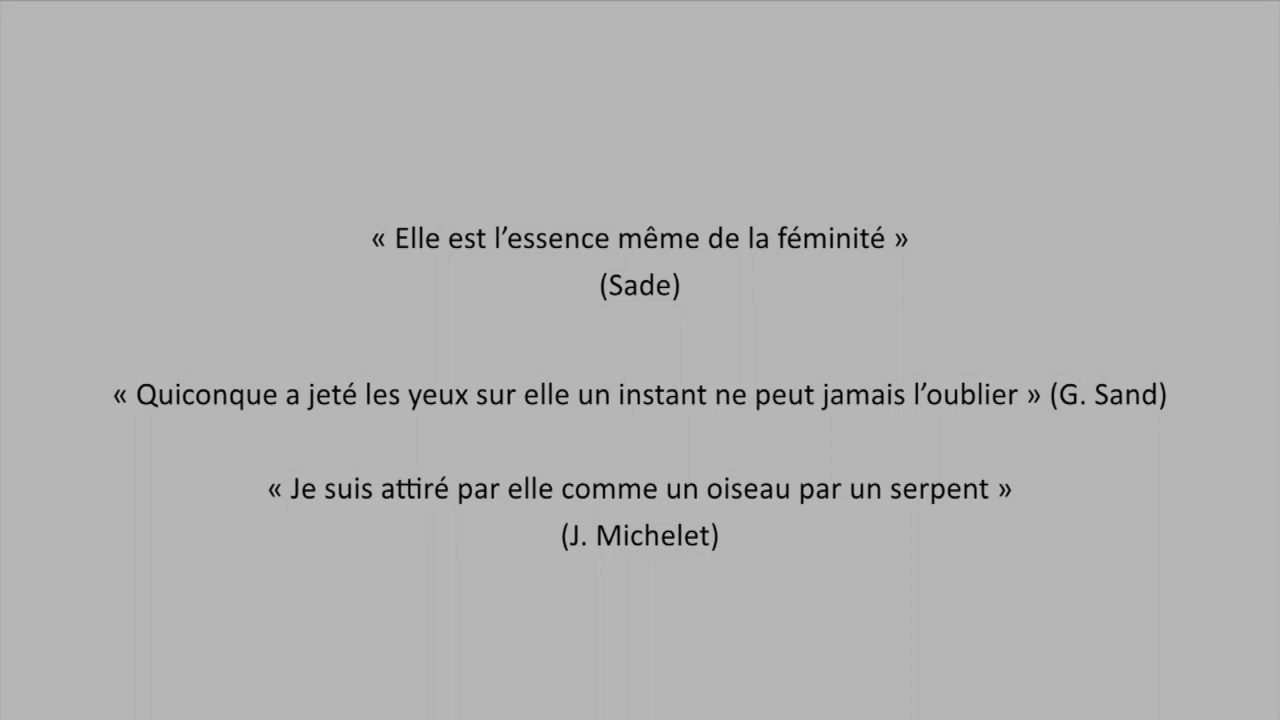 « Elle est l’essence même de la féminité »
(Sade)
« Quiconque a jeté les yeux sur elle un instant ne peut jamais l’oublier » (G. Sand)
« Je suis attiré par elle comme un oiseau par un serpent »
(J. Michelet)